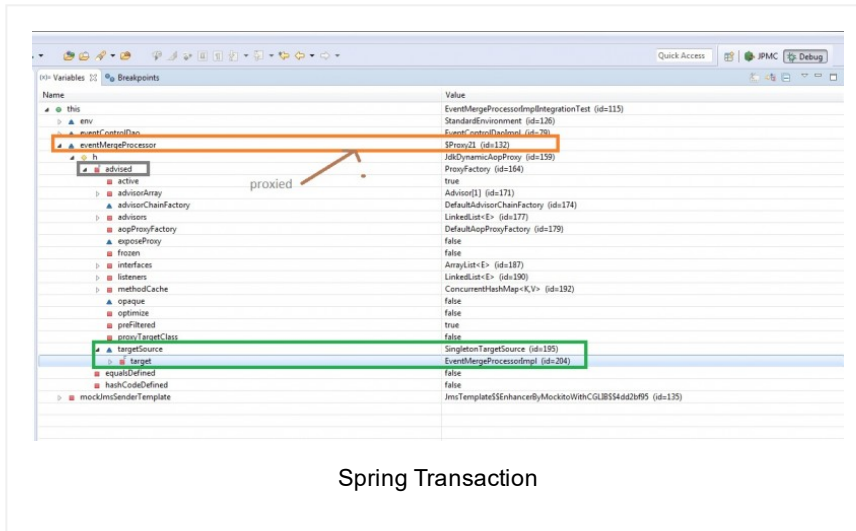 Quick Access JPMC Debug
(x)= Variables Breakpoints
Name Value
this EventMergeProcessorImplIntegrationTest (id=115)
env StandardEnvironment (id=126)
eventControlDao EventControlDaoImpl (id=79)
eventMergeProcessor $Proxy21 (id=132)
h JdkDynamicAopProxy (id=159)
advised ProxyFactory (id=164)
active true
proxied
advisorArray Advisor[1] (id=171)
advisorChainFactory DefaultAdvisorChainFactory (id=174)
advisors LinkedList<E> (id=177)
aopProxyFactory DefaultAopProxyFactory (id=179)
exposeProxy false
frozen false
interfaces ArrayList<E> (id=187)
listeners LinkedList<E> (id=190)
methodCache ConcurrentHashMap<K,V> (id=192)
opaque false
optimize false
preFiltered true
proxyTargetClass false
targetSource SingletonTargetSource (id=195)
target EventMergeProcessorImpl (id=204)
equalsDefined false
hashCodeDefined false
mockJmsSenderTemplate JmsTemplate$$EnhancerByMockitoWithCGLIB$$4dd2bf95 (id=135)
Spring Transaction